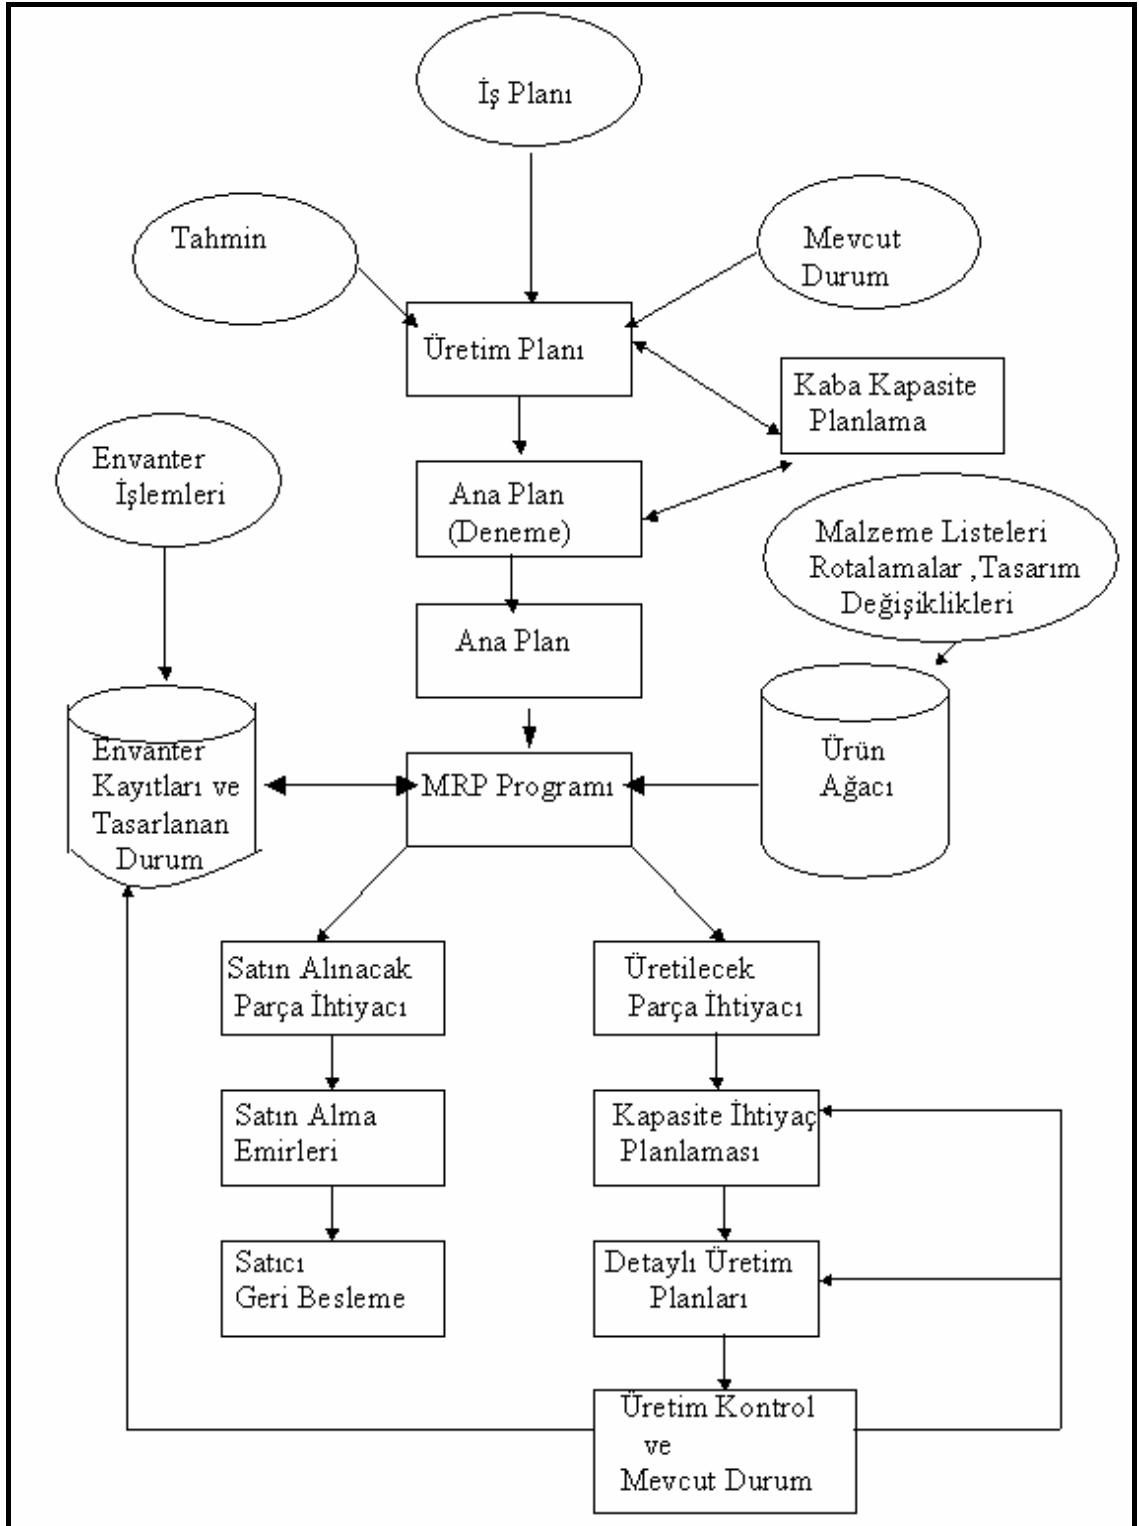 İş Planı
Tahmin
Mevcut
Durum
Üretim Planı
Kaba Kapasite
Planlama
Envanter
İşlemleri
Ana Plan
(Deneme)
Malzeme Listeleri
Rotalamalar ,Tasarım
Değişiklikleri
Ana Plan
Envanter
Kayıtları ve
Tasarlanan
Durum
MRP Programı
Ürün
Ağacı
Satın Alınacak
Parça İhtiyacı
Üretilecek
Parça İhtiyacı
Satın Alma
Emirleri
Kapasite İhtiyaç
Planlaması
Satıcı
Geri Besleme
Detaylı Üretim
Planları
Üretim Kontrol
ve
Mevcut Durum